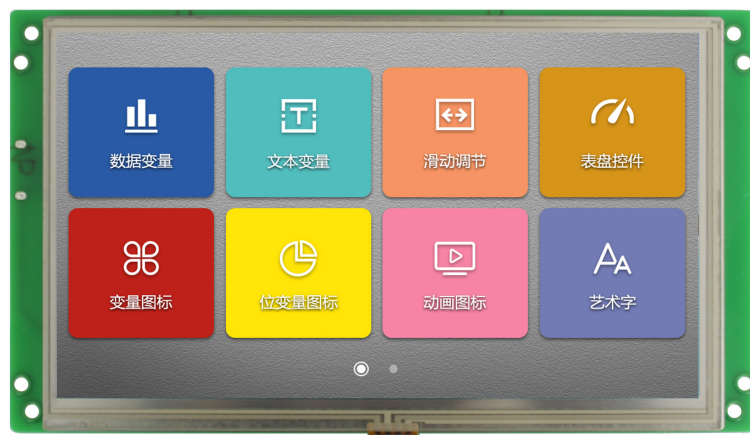 数据变量
文本变量
滑动调节
表盘控件
变量图标
位变量图标
动画图标
艺术字